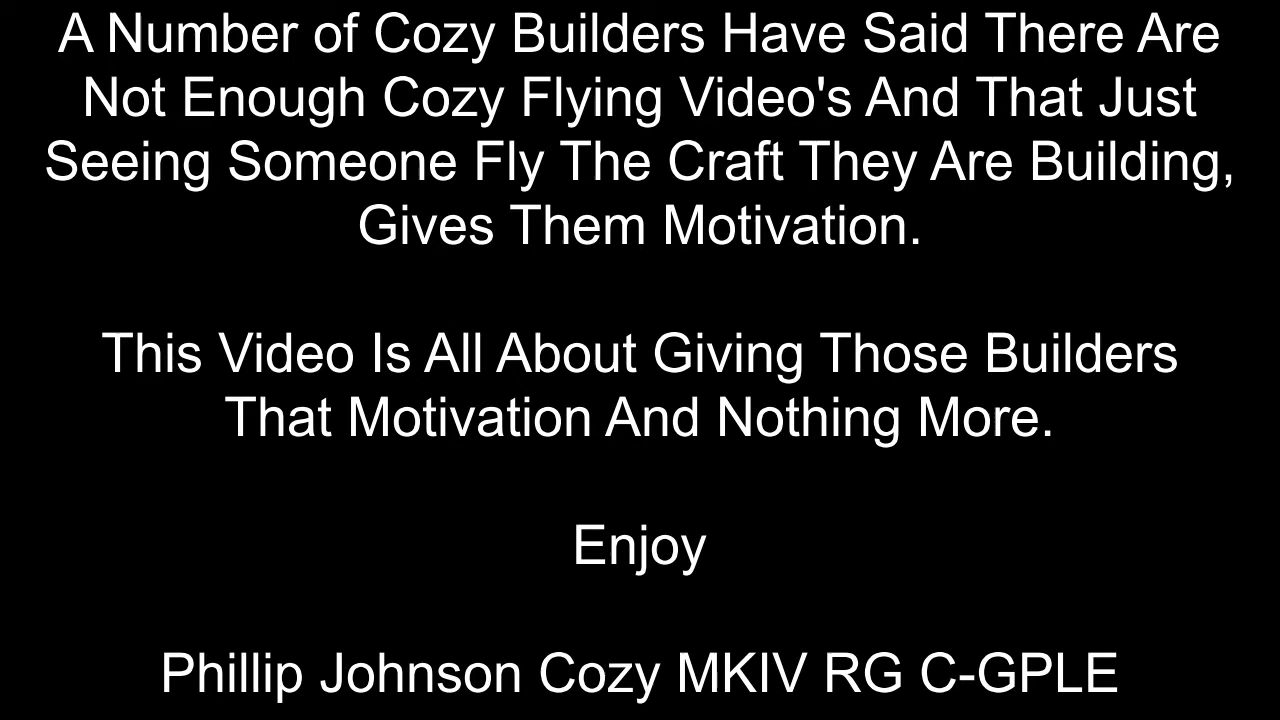 A Number of Cozy Builders Have Said There Are
Not Enough Cozy Flying Video's And That Just
Seeing Someone Fly The Craft They Are Building,
Gives Them Motivation.
This Video Is All About Giving Those Builders
That Motivation And Nothing More.
Enjoy
Phillip Johnson Cozy MKIV RG C-GPLE